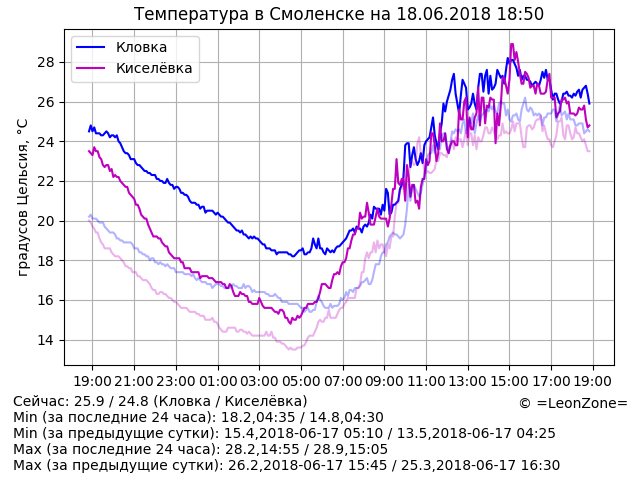 Температура в Смоленске на 18.06.2018 18:50
Кловка
Киселёвка
градусов Цельсия, °C
28
26
24
22
20
18
16
14
19:00 21:00 23:00 01:00 03:00 05:00 07:00 09:00 11:00 13:00 15:00 17:00 19:00
Сейчас: 25.9 / 24.8 (Кловка / Киселёвка)
© =LeonZone=
Min (за последние 24 часа): 18.2,04:35 / 14.8,04:30
Min (за предыдущие сутки): 15.4,2018-06-17 05:10 / 13.5,2018-06-17 04:25
Max (за последние 24 часа): 28.2,14:55 / 28.9,15:05
Max (за предыдущие сутки): 26.2,2018-06-17 15:45 / 25.3,2018-06-17 16:30